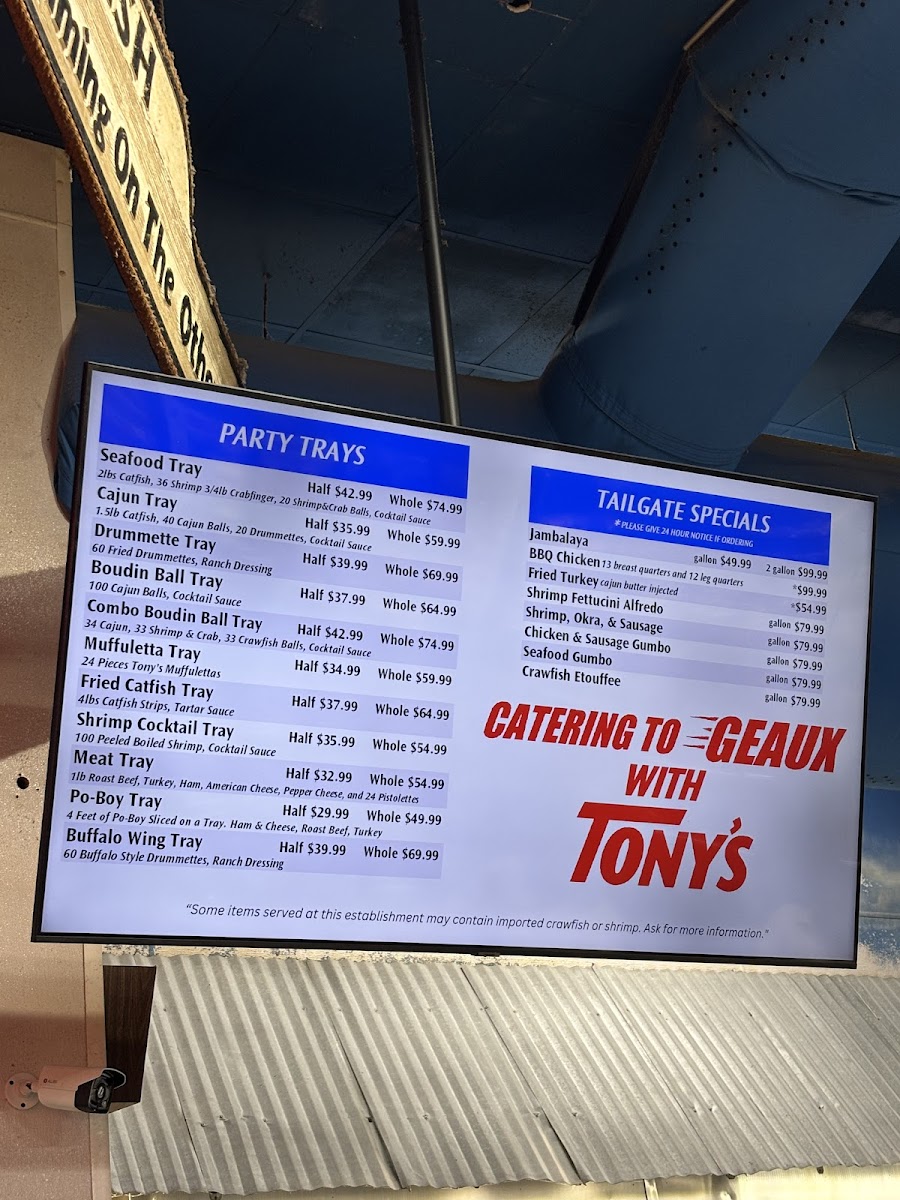 SH
ming On The Othe
PARTY TRAYS
Seafood Tray Half $42.99 Whole $74.99
2lbs Catfish, 36 Shrimp 3/4lb Crabfinger, 20 Shrimp&Crab Balls, Cocktail Sauce
Cajun Tray Half $35.99 Whole $59.99
1.5lb Catfish, 40 Cajun Balls, 20 Drummettes, Cocktail Sauce
Drummette Tray Half $39.99 Whole $69.99
60 Fried Drummettes, Ranch Dressing
Boudin Ball Tray Half $37.99 Whole $64.99
100 Cajun Balls, Cocktail Sauce
Combo Boudin Ball Tray Half $42.99 Whole $74.99
34 Cajun, 33 Shrimp & Crab, 33 Crawfish Balls, Cocktail Sauce
Muffuletta Tray Half $34.99 Whole $59.99
24 Pieces Tony's Muffulettas
Fried Catfish Tray Half $37.99 Whole $64.99
4lbs Catfish Strips, Tartar Sauce
Shrimp Cocktail Tray Half $35.99 Whole $54.99
100 Peeled Boiled Shrimp, Cocktail Sauce
Meat Tray Half $32.99 Whole $54.99
1lb Roast Beef, Turkey, Ham, American Cheese, Pepper Cheese, and 24 Pistolettes
Po-Boy Tray Half $29.99 Whole $49.99
4 Feet of Po-Boy Sliced on a Tray. Ham & Cheese, Roast Beef, Turkey
Buffalo Wing Tray Half $39.99 Whole $69.99
60 Buffalo Style Drummettes, Ranch Dressing
TAILGATE SPECIALS
*PLEASE GIVE 24 HOUR NOTICE IF ORDERING
Jambalaya gallon $49.99 2 gallon $99.99
BBQ Chicken 13 breast quarters and 12 leg quarters *$99.99
Fried Turkey cajun butter injected *$54.99
Shrimp Fettucini Alfredo gallon $79.99
Shrimp, Okra, & Sausage gallon $79.99
Chicken & Sausage Gumbo gallon $79.99
Seafood Gumbo gallon $79.99
Crawfish Etouffee gallon $79.99
CATERING TO GEAUX
WITH
TONY'S
"Some items served at this establishment may contain imported crawfish or shrimp. Ask for more information."